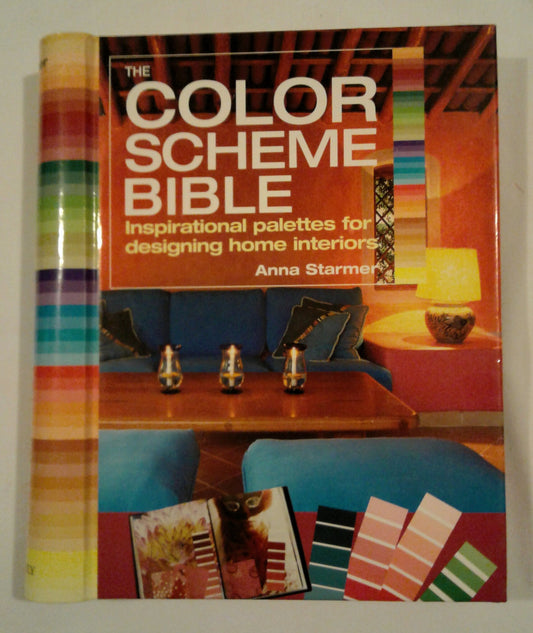 THE
COLOR
SCHEME
BIBLE
Inspirational palettes for
designing home interiors
Anna Starmer